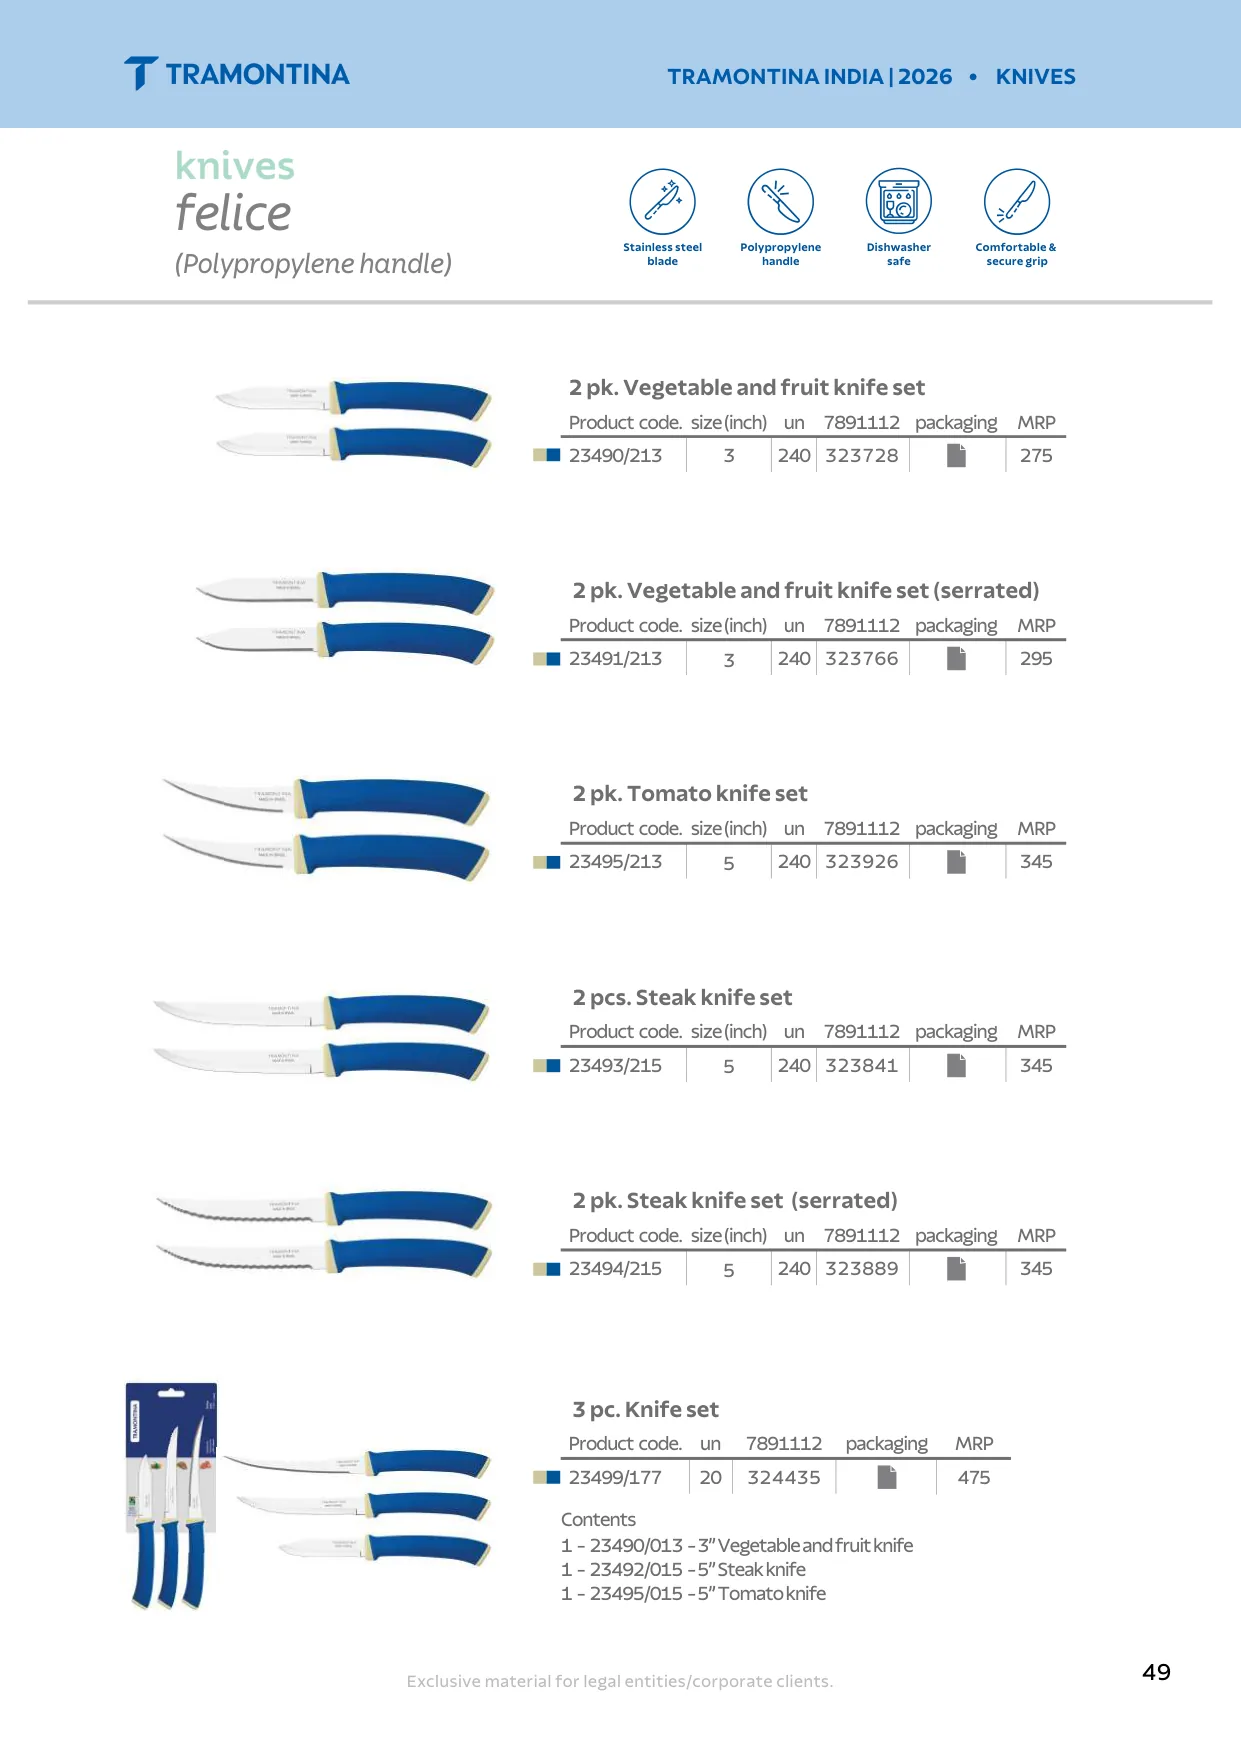 TRAMONTINA
TRAMONTINA INDIA | 2026 • KNIVES
knives
felice
(Polypropylene handle)
Stainless steel blade
Polypropylene handle
Dishwasher safe
Comfortable & secure grip
2 pk. Vegetable and fruit knife set
Product code. size (inch) un 7891112 packaging MRP
23490/213 3 240 323728 275
2 pk. Vegetable and fruit knife set (serrated)
Product code. size (inch) un 7891112 packaging MRP
23491/213 3 240 323766 295
2 pk. Tomato knife set
Product code. size (inch) un 7891112 packaging MRP
23495/213 5 240 323926 345
2 pcs. Steak knife set
Product code. size (inch) un 7891112 packaging MRP
23493/215 5 240 323841 345
2 pk. Steak knife set (serrated)
Product code. size (inch) un 7891112 packaging MRP
23494/215 5 240 323889 345
TRAMONTINA
3 pc. Knife set
Product code. un 7891112 packaging MRP
23499/177 20 324435 475
Contents
1 - 23490/013 - 3” Vegetable and fruit knife
1 - 23492/015 - 5” Steak knife
1 - 23495/015 - 5” Tomato knife
Exclusive material for legal entities/corporate clients.
49